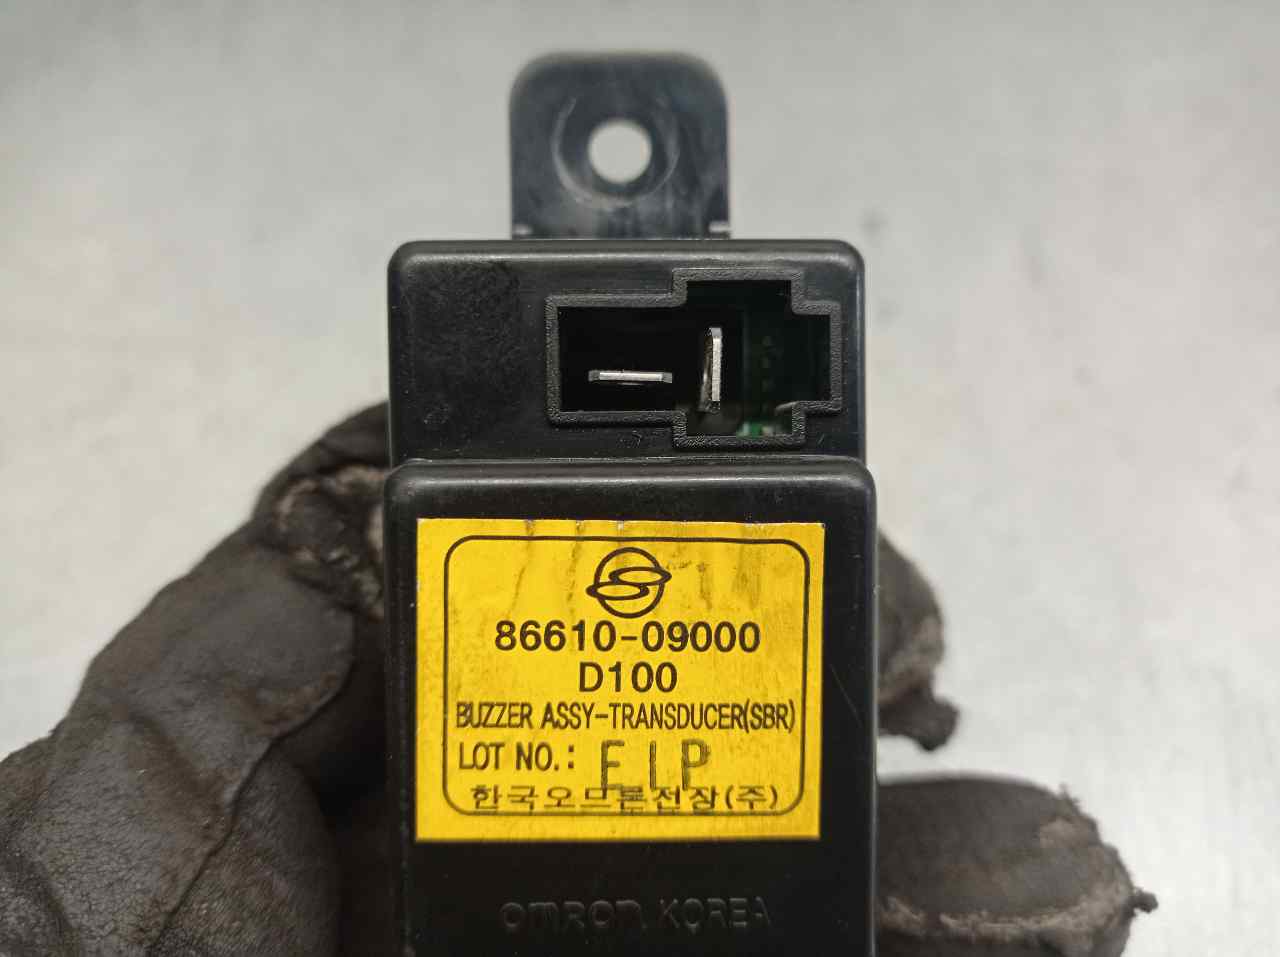 86610-09000
D100
BUZZER ASSY-TRANSDUCER(SBR)
LOT NO.: F I P
한국오므론전장(주)
OMRON KOREA